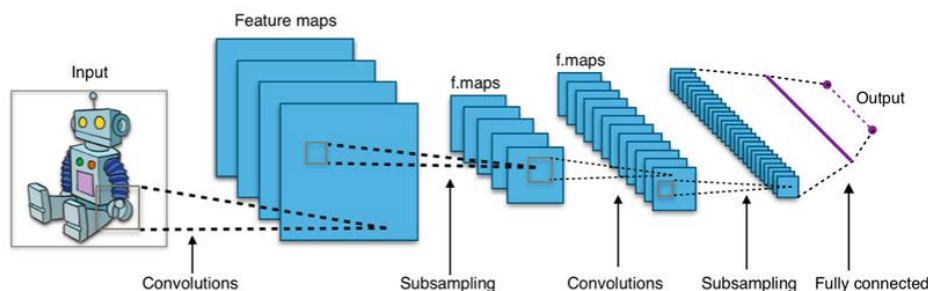 Feature maps
Input
f.maps
f.maps
Output
Convolutions
Subsampling
Convolutions
Subsampling
Fully connected